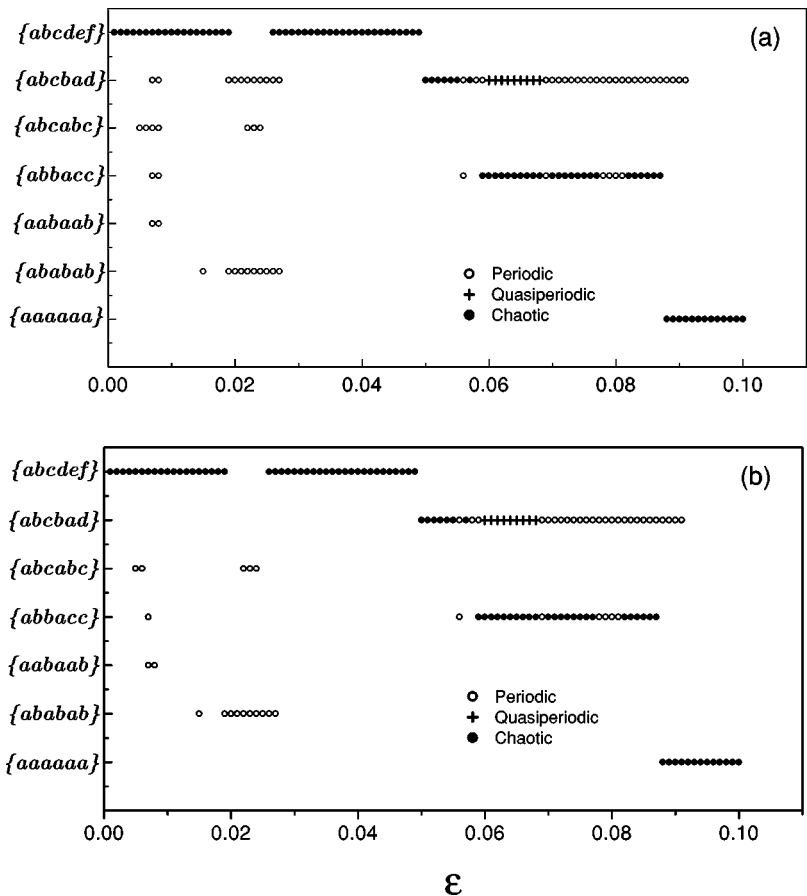 {abcdef}
(a)
{abcbad}
{abcabc}
{abbacc}
{aabaab}
{ababab}
Periodic
Quasiperiodic
{aaaaaa}
Chaotic
0.00 0.02 0.04 0.06 0.08 0.10
{abcdef}
(b)
{abcbad}
{abcabc}
{abbacc}
{aabaab}
Periodic
{ababab}
Quasiperiodic
Chaotic
{aaaaaa}
0.00 0.02 0.04 0.06 0.08 0.10
ε